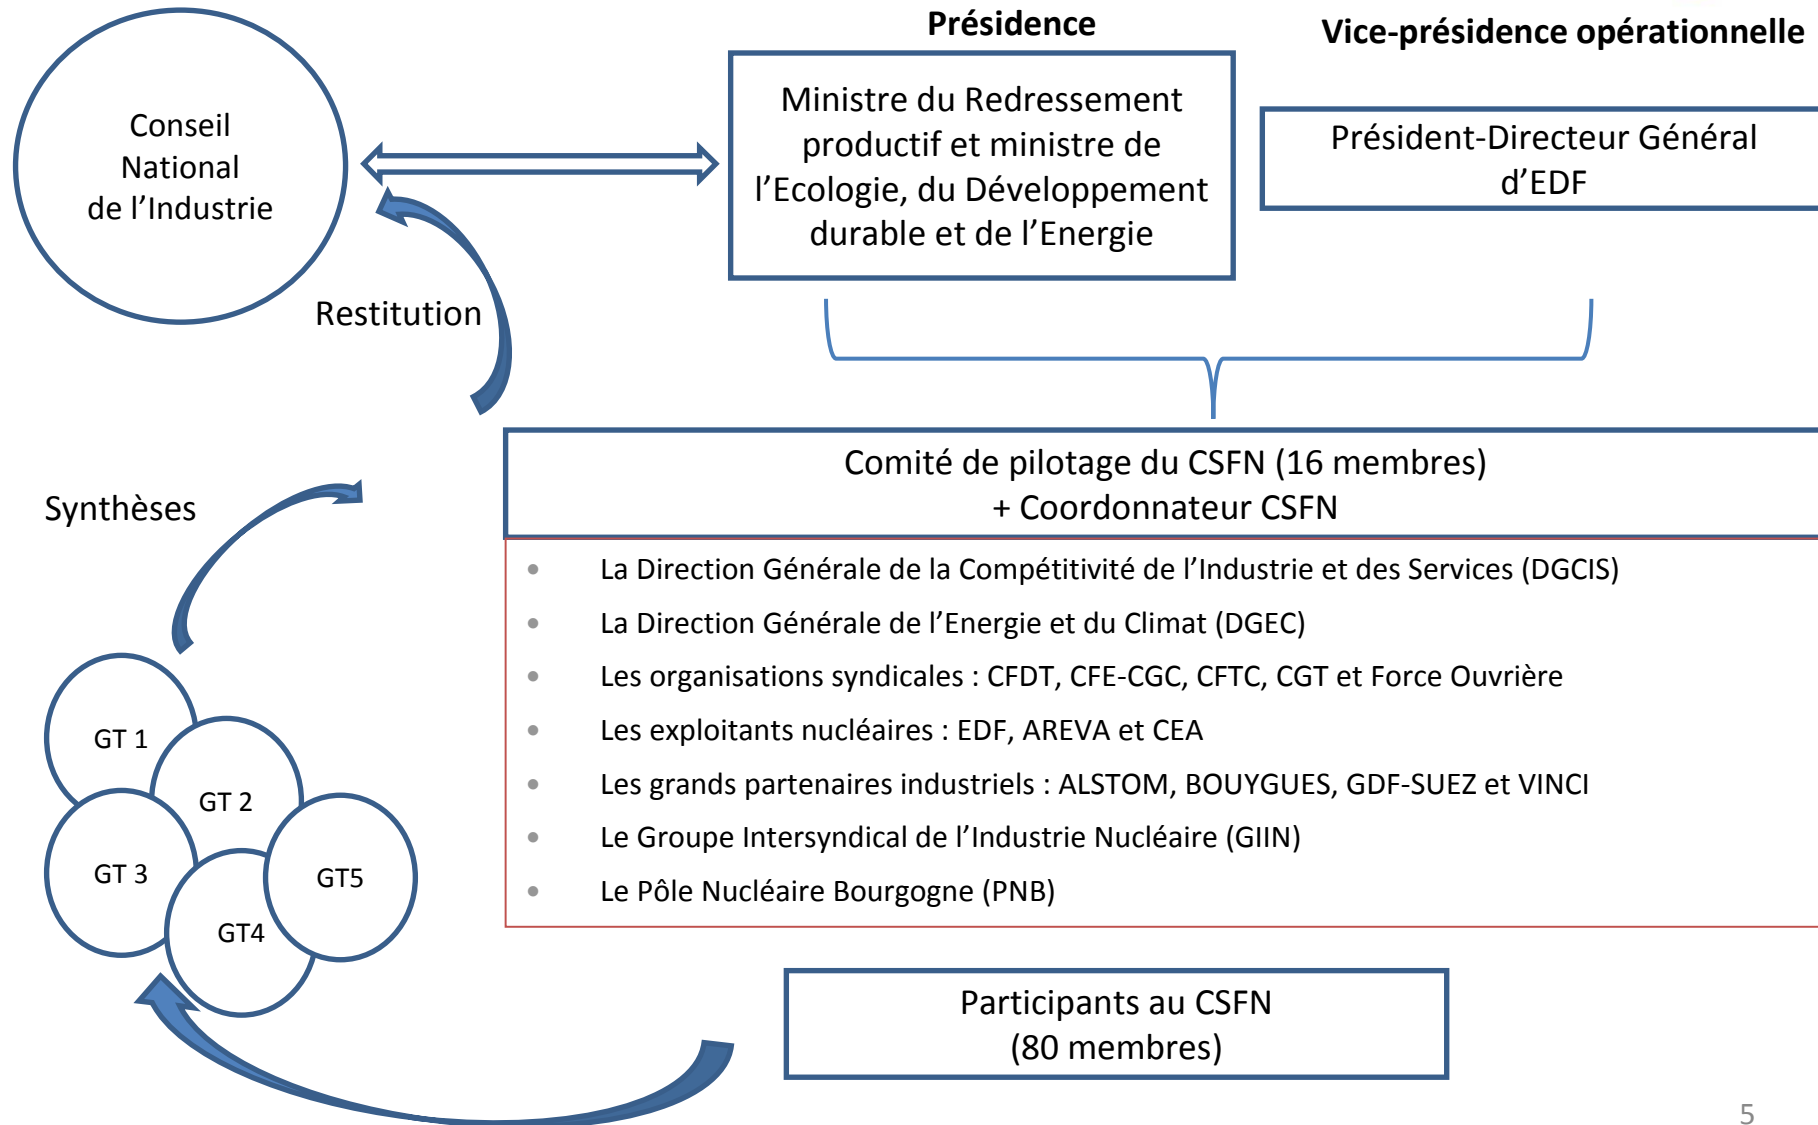 Présidence
Vice-présidence opérationnelle
Conseil
National
de l’Industrie
Ministre du Redressement
productif et ministre de
l’Ecologie, du Développement
durable et de l’Energie
Président-Directeur Général
d’EDF
Restitution
Comité de pilotage du CSFN (16 membres)
+ Coordonnateur CSFN
Synthèses
• La Direction Générale de la Compétitivité de l’Industrie et des Services (DGCIS)
• La Direction Générale de l’Energie et du Climat (DGEC)
• Les organisations syndicales : CFDT, CFE-CGC, CFTC, CGT et Force Ouvrière
• Les exploitants nucléaires : EDF, AREVA et CEA
• Les grands partenaires industriels : ALSTOM, BOUYGUES, GDF-SUEZ et VINCI
• Le Groupe Intersyndical de l’Industrie Nucléaire (GIIN)
• Le Pôle Nucléaire Bourgogne (PNB)
GT 1
GT 2
GT 3
GT5
GT4
Participants au CSFN
(80 membres)
5